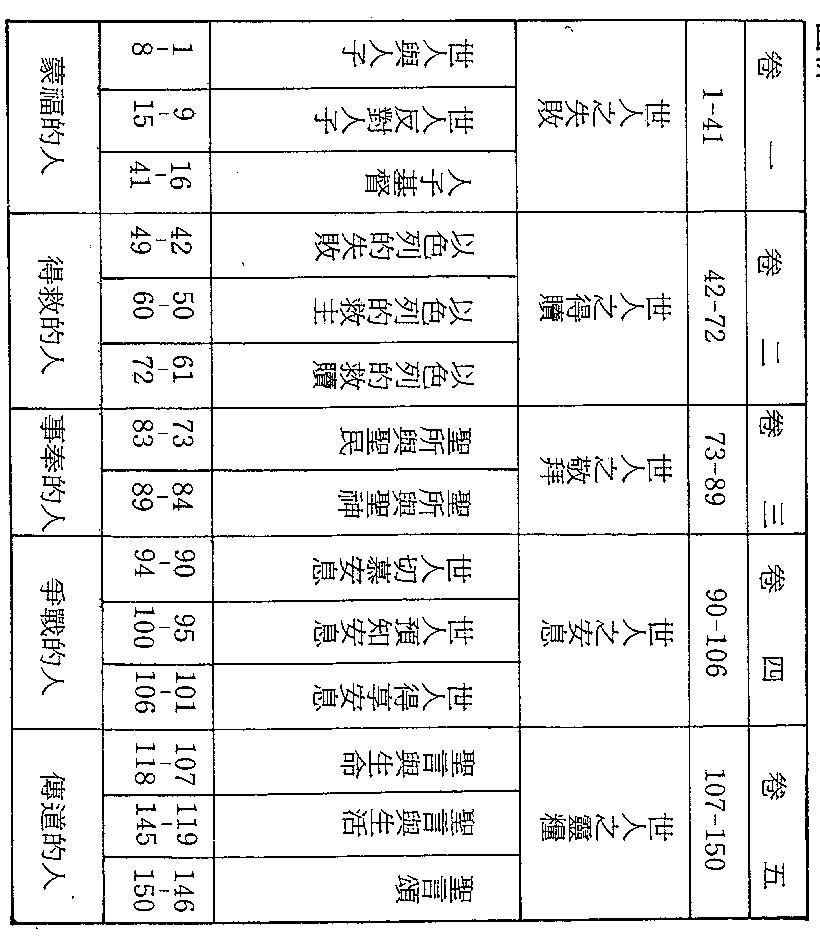 卷一
卷二
卷三
卷四
卷五
1-41
42-72
73-89
90-106
107-150
世人之失敗
世人之得贖
世人之敬拜
世人之安息
世人之靈糧
世人與人子
世人反對人子
人子基督
以色列的失敗
以色列的救主
以色列的救贖
聖所與聖民
聖所與聖神
世人切慕安息
世人預知安息
世人得享安息
聖言與生命
聖言與生活
聖言頌
1-8
9-15
16-41
42-49
50-60
61-72
73-83
84-89
90-94
95-100
101-106
107-118
119-145
146-150
蒙福的人
得救的人
事奉的人
爭戰的人
傳道的人